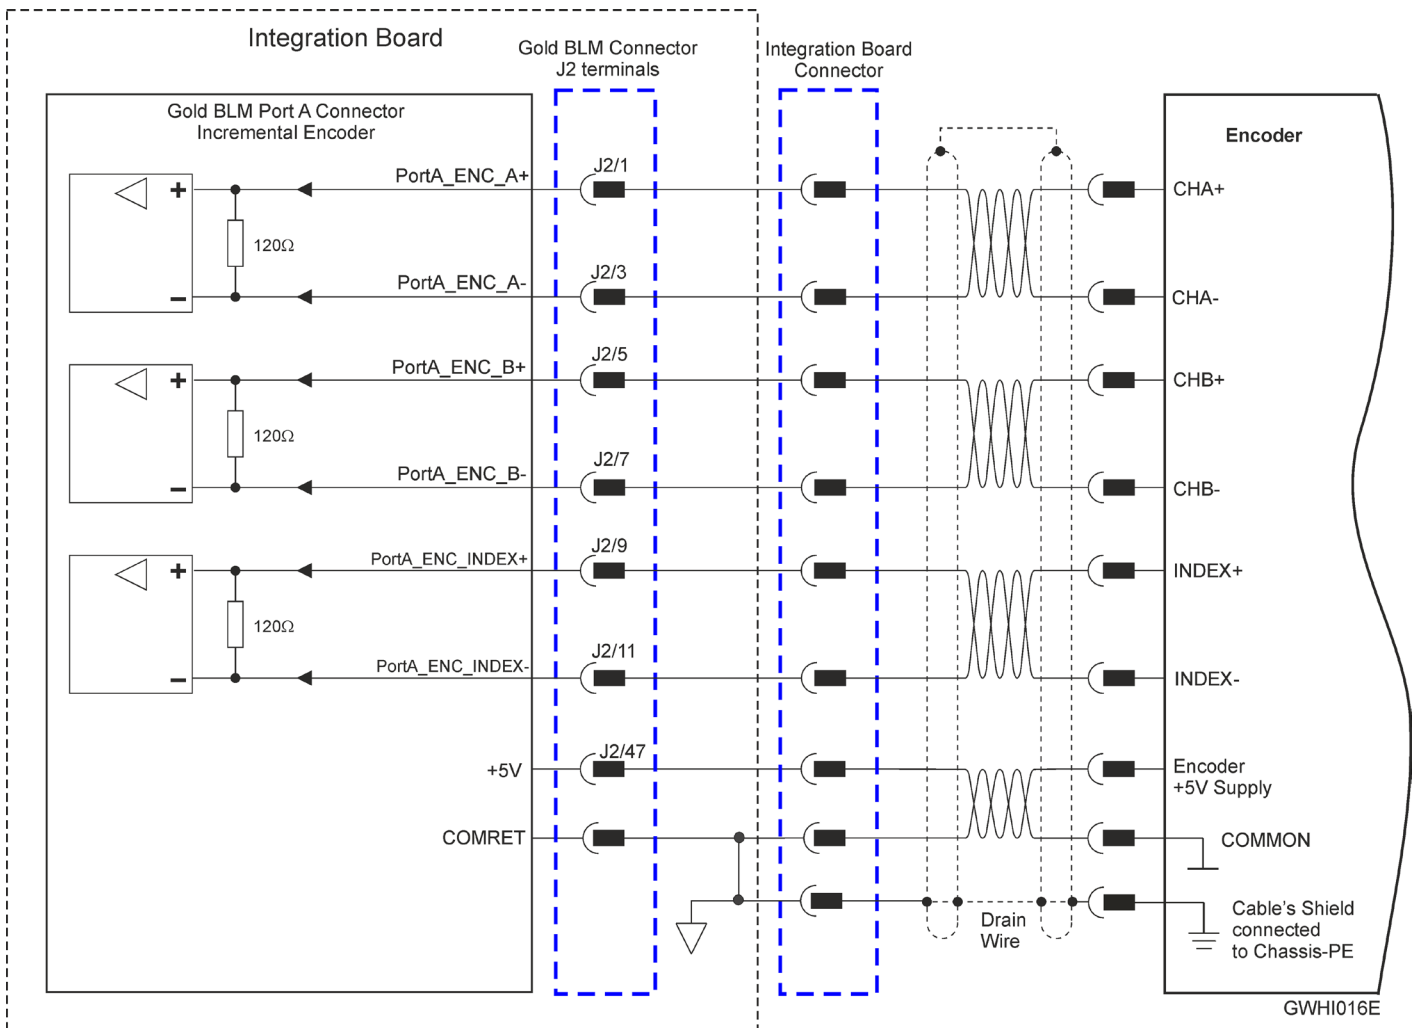 Integration Board
Gold BLM Connector
J2 terminals
Integration Board
Connector
Gold BLM Port A Connector
Incremental Encoder
Encoder
PortA_ENC_A+
J2/1
CHA+
+
120Ω
PortA_ENC_A-
J2/3
CHA-
−
PortA_ENC_B+
J2/5
CHB+
+
120Ω
PortA_ENC_B-
J2/7
CHB-
−
PortA_ENC_INDEX+
J2/9
INDEX+
+
120Ω
PortA_ENC_INDEX-
J2/11
INDEX-
−
+5V
J2/47
Encoder
+5V Supply
COMRET
COMMON
Drain
Wire
Cable's Shield
connected
to Chassis-PE
GWHI016E